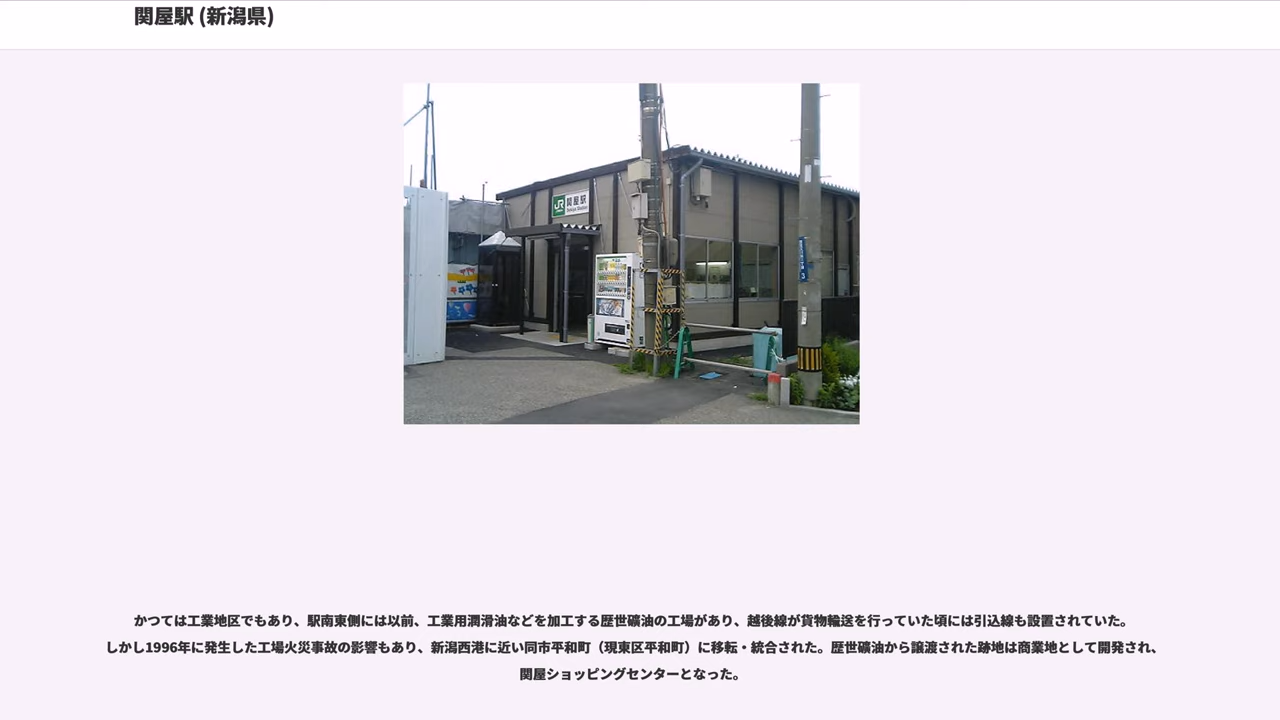 関屋駅 (新潟県)
JR 関屋駅
Sekiya Station
かつては工業地区でもあり、駅南東側には以前、工業用潤滑油などを加工する歴世礦油の工場があり、越後線が貨物輸送を行っていた頃には引込線も設置されていた。
しかし1996年に発生した工場火災事故の影響もあり、新潟西港に近い同市平和町（現東区平和町）に移転・統合された。歴世礦油から譲渡された跡地は商業地として開発され、
関屋ショッピングセンターとなった。